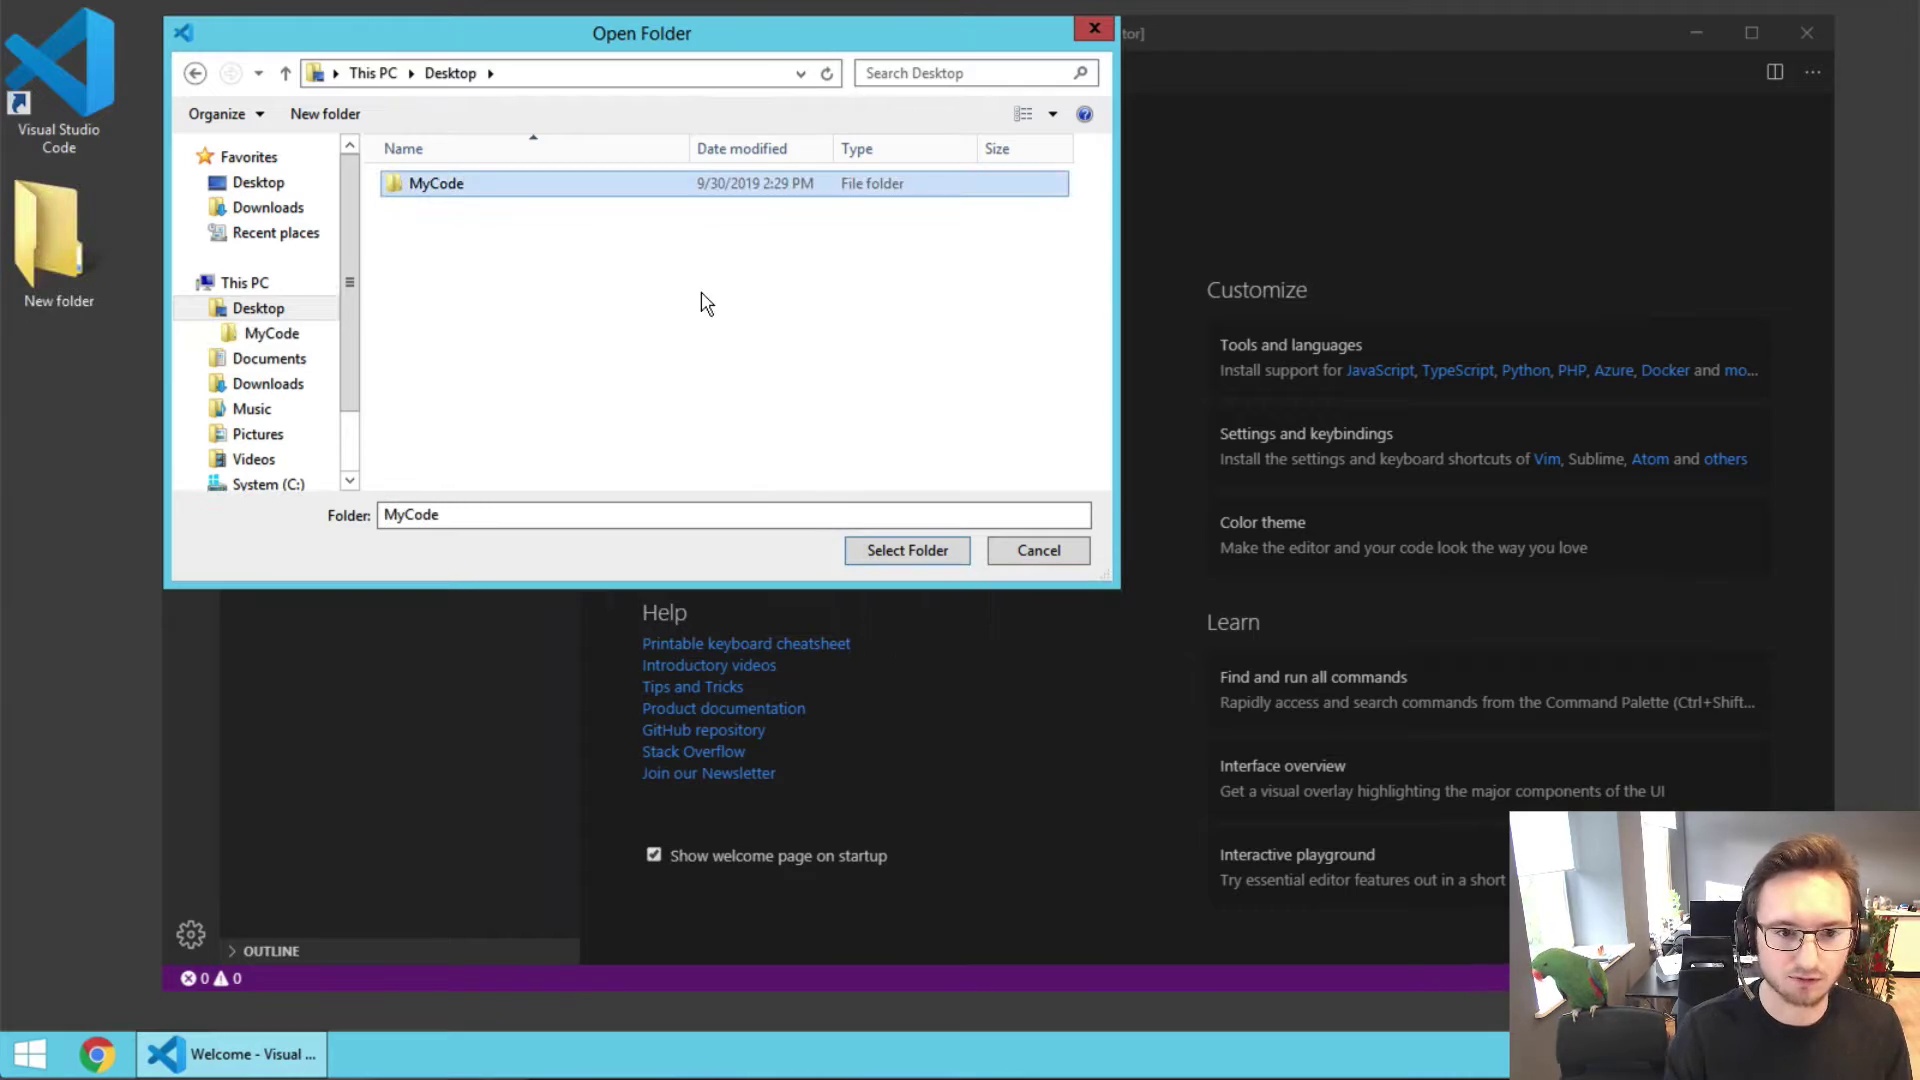 Visual Studio
Code
New folder
Open Folder
tor]
This PC
Desktop
Search Desktop
Organize
New folder
Name
Date modified
Type
Size
MyCode
9/30/2019 2:29 PM
File folder
Favorites
Desktop
Downloads
Recent places
This PC
Desktop
MyCode
Documents
Downloads
Music
Pictures
Videos
System (C:)
Folder:
MyCode
Select Folder
Cancel
Help
Printable keyboard cheatsheet
Introductory videos
Tips and Tricks
Product documentation
GitHub repository
Stack Overflow
Join our Newsletter
Show welcome page on startup
Customize
Tools and languages
Install support for JavaScript, TypeScript, Python, PHP, Azure, Docker and mo...
Settings and keybindings
Install the settings and keyboard shortcuts of Vim, Sublime, Atom and others
Color theme
Make the editor and your code look the way you love
Learn
Find and run all commands
Rapidly access and search commands from the Command Palette (Ctrl+Shift...
Interface overview
Get a visual overlay highlighting the major components of the UI
Interactive playground
Try essential editor features out in a short
OUTLINE
0 0
Welcome - Visual ...